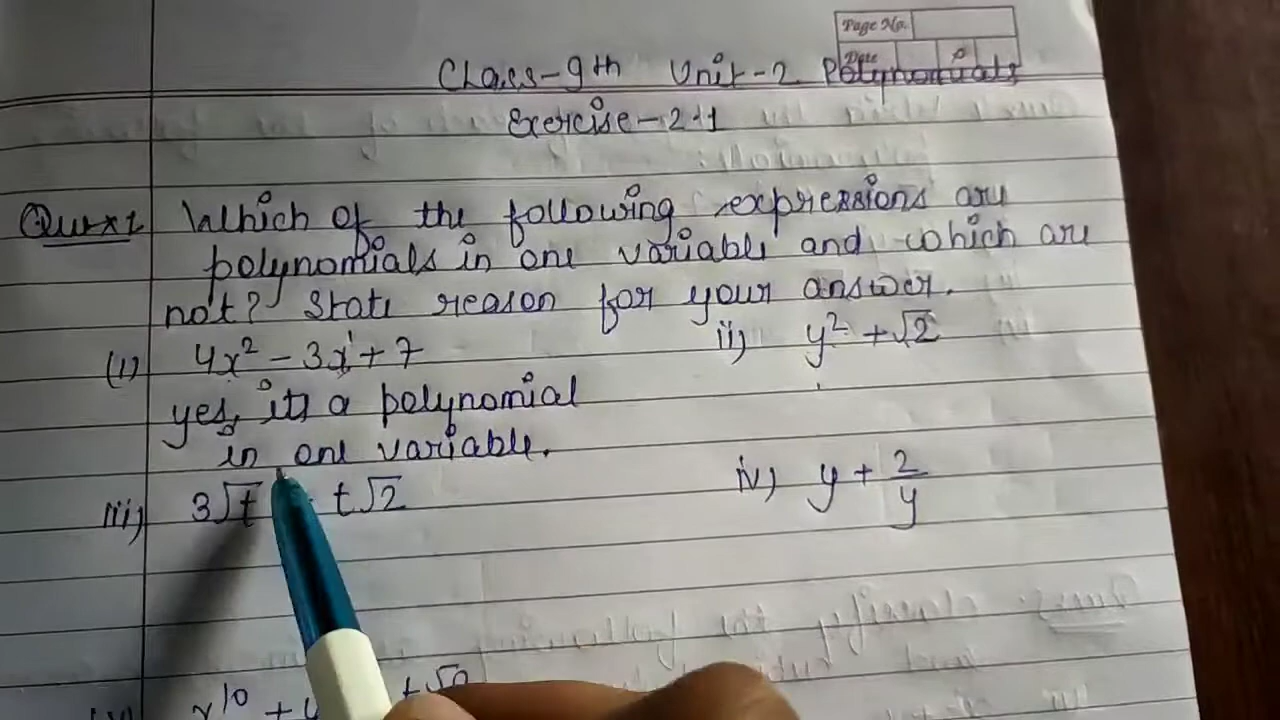 Page No.
Date
Class-9th Unit-2 Polynomials
Exercise-2.1
Ques1 Which of the following expressions are
polynomials in one variable and which are
not? State reason for your answer.
(i) 4x² - 3x¹ + 7 ii) y² + √2
yes, its a polynomial
in one variable.
iii) 3√t t√2 iv) y + 2/y
x¹⁰ +